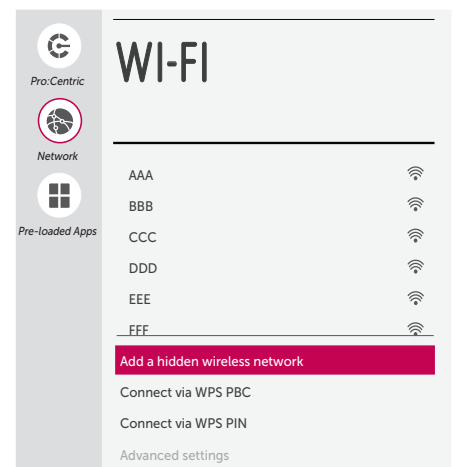 Pro:Centric
Network
Pre-loaded Apps
WI-FI
AAA
BBB
CCC
DDD
EEE
FFF
Add a hidden wireless network
Connect via WPS PBC
Connect via WPS PIN
Advanced settings